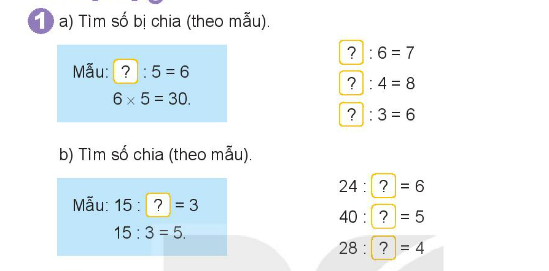 1 a) Tìm số bị chia (theo mẫu).
Mẫu: ? : 5 = 6
6 × 5 = 30.
? : 6 = 7
? : 4 = 8
? : 3 = 6
b) Tìm số chia (theo mẫu).
Mẫu: 15 : ? = 3
15 : 3 = 5.
24 : ? = 6
40 : ? = 5
28 : ? = 4